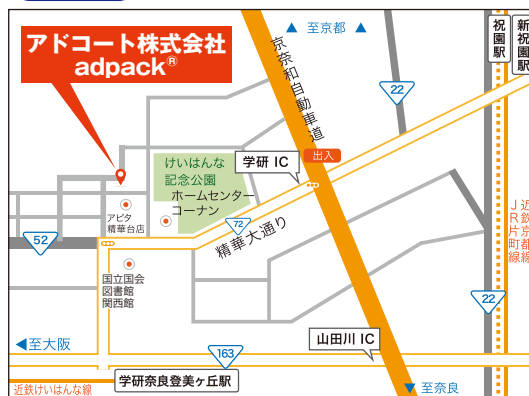 アドコート株式会社
adpack®
至京都
京奈和自動車道
22
祝園駅
新祝園駅
けいはんな
記念公園
学研 IC
出入
ホームセンター
コーナン
アピタ
精華台店
72
精華大通り
52
国立国会
図書館
関西館
JR片町線
近鉄京都線
22
山田川 IC
至大阪
163
学研奈良登美ヶ丘駅
近鉄けいはんな線
至奈良